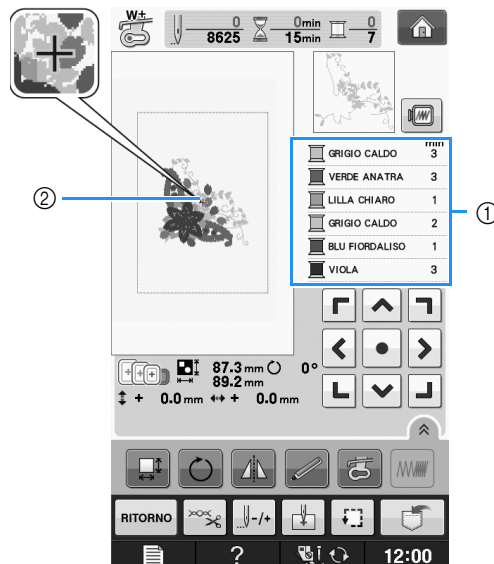 W+
0 0min 0
8625 15min 7
min
GRIGIO CALDO 3
VERDE ANATRA 3
LILLA CHIARO 1
GRIGIO CALDO 2
BLU FIORDALISO 1
VIOLA 3
①
②
87.3 mm 0°
89.2 mm
+ 0.0 mm + 0.0 mm
RITORNO -/+
? 12:00